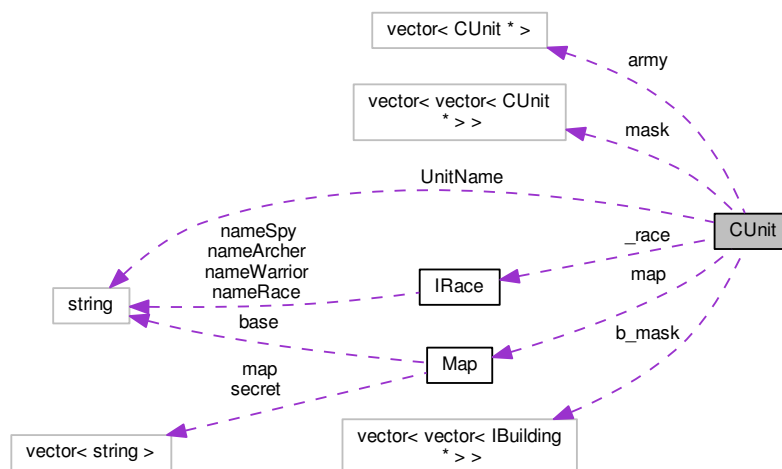 vector< CUnit * >
army
vector< vector< CUnit
* > >
mask
UnitName
CUnit
nameSpy
nameArcher
nameWarrior
nameRace
_race
string
IRace
map
base
b_mask
Map
map
secret
vector< string >
vector< vector< IBuilding
* > >